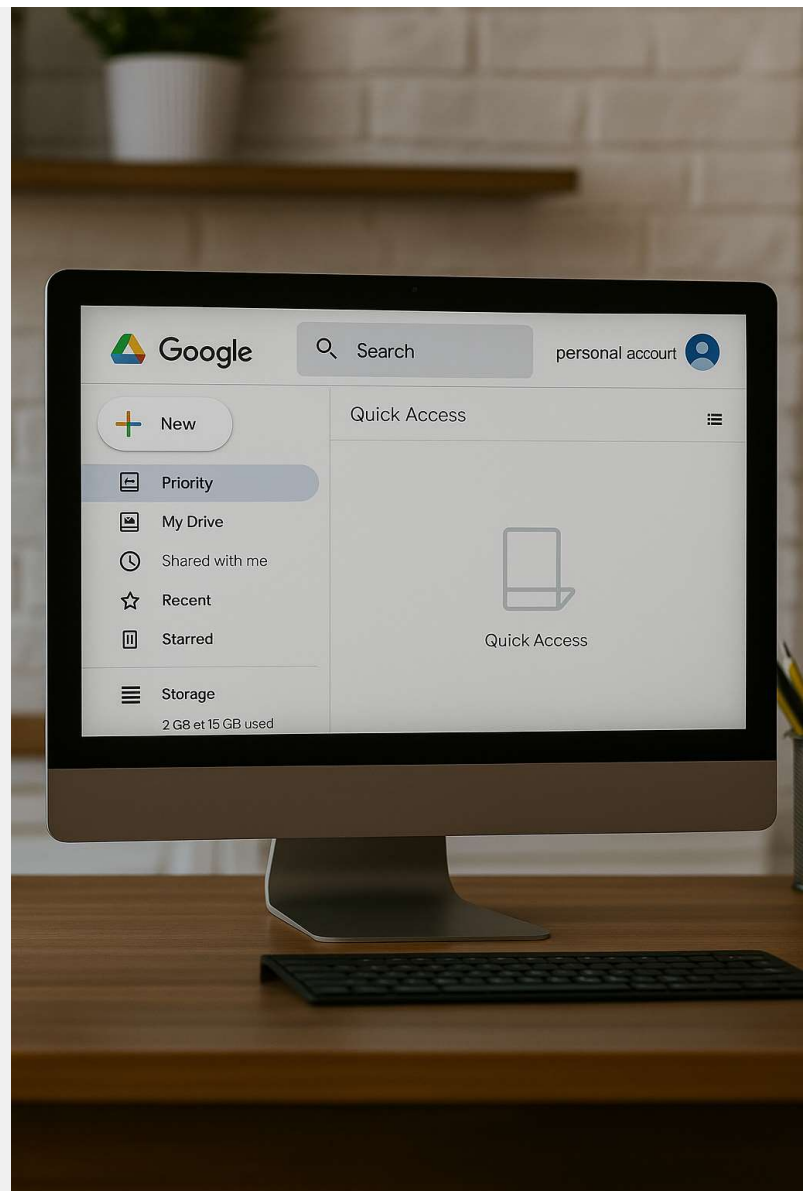 Google
Search
personal accourt
New
Quick Access
Priority
My Drive
Shared with me
Recent
Starred
Quick Access
Storage
2 G8 et 15 GB used